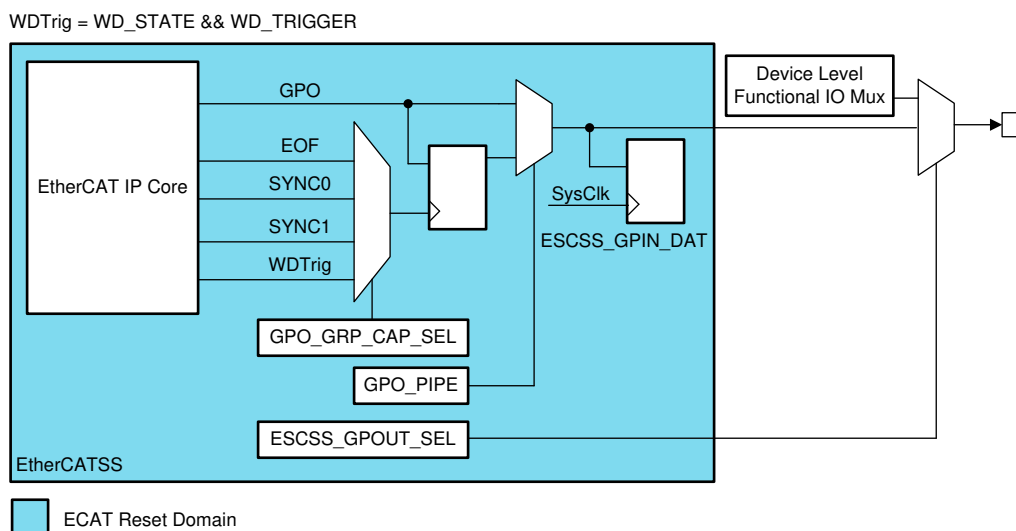 WDTrig = WD_STATE && WD_TRIGGER
Device Level
Functional IO Mux
GPO
EOF
EtherCAT IP Core
SYNC0
SysClk
SYNC1
ESCSS_GPIN_DAT
WDTrig
GPO_GRP_CAP_SEL
GPO_PIPE
ESCSS_GPOUT_SEL
EtherCATSS
ECAT Reset Domain